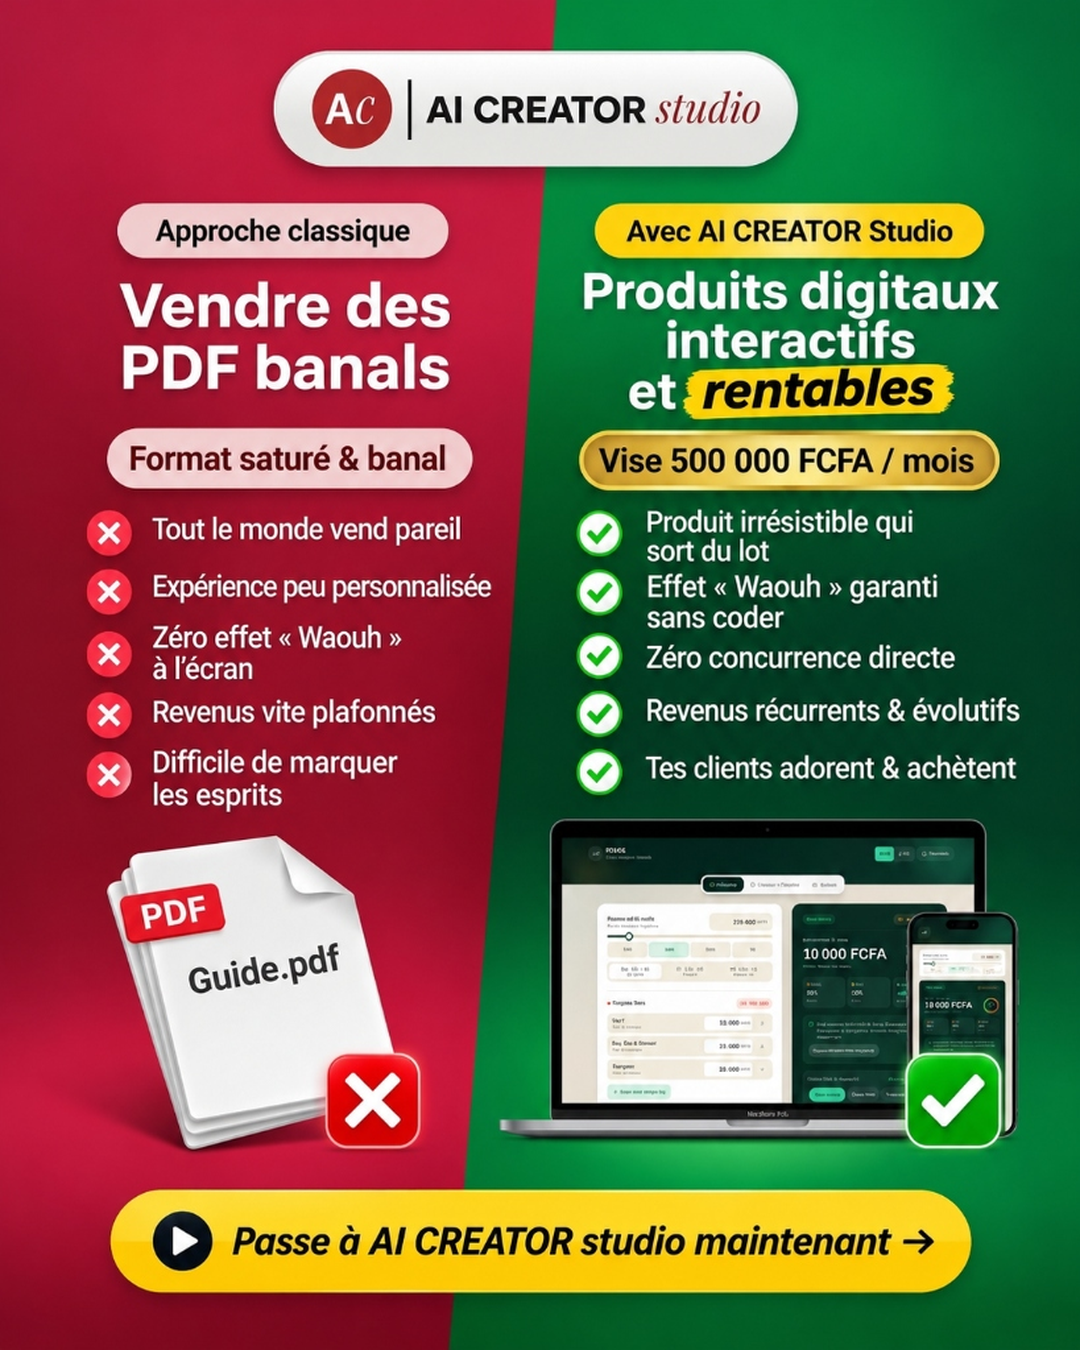 Ac | AI CREATOR studio
Approche classique
Vendre des
PDF banals
Format saturé & banal
Tout le monde vend pareil
Expérience peu personnalisée
Zéro effet « Waouh »
à l'écran
Revenus vite plafonnés
Difficile de marquer
les esprits
PDF
Guide.pdf
Avec AI CREATOR Studio
Produits digitaux
interactifs
et rentables
Vise 500 000 FCFA / mois
Produit irrésistible qui
sort du lot
Effet « Waouh » garanti
sans coder
Zéro concurrence directe
Revenus récurrents & évolutifs
Tes clients adorent & achètent
10 000 FCFA
10 000 FCFA
Passe à AI CREATOR studio maintenant →